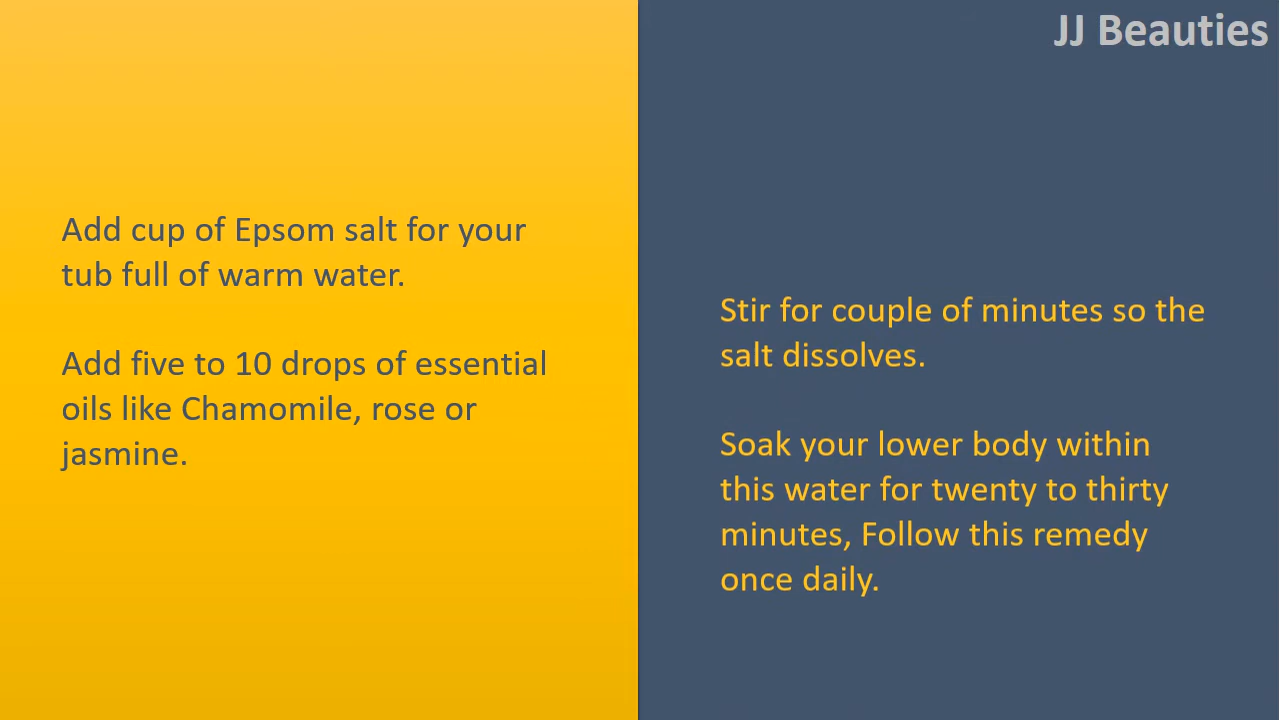 JJ Beauties
Add cup of Epsom salt for your
tub full of warm water.
Add five to 10 drops of essential
oils like Chamomile, rose or
jasmine.
Stir for couple of minutes so the
salt dissolves.
Soak your lower body within
this water for twenty to thirty
minutes, Follow this remedy
once daily.